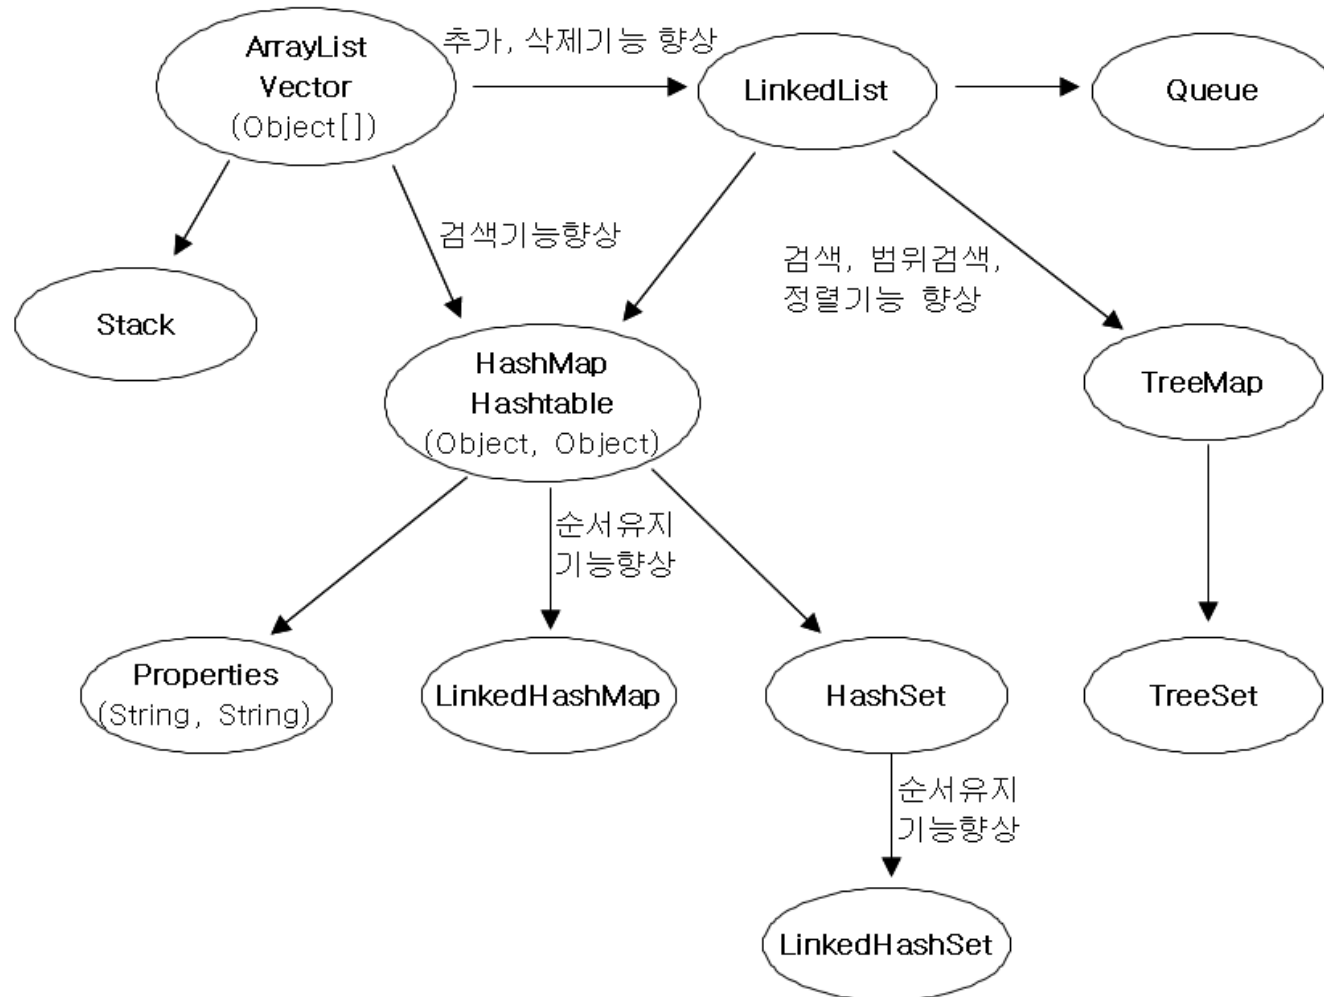 ArrayList
Vector
(Object[])
추가, 삭제기능 향상
LinkedList
Queue
검색기능향상
검색, 범위검색,
정렬기능 향상
Stack
HashMap
Hashtable
(Object, Object)
TreeMap
순서유지
기능향상
Properties
(String, String)
LinkedHashMap
HashSet
TreeSet
순서유지
기능향상
LinkedHashSet